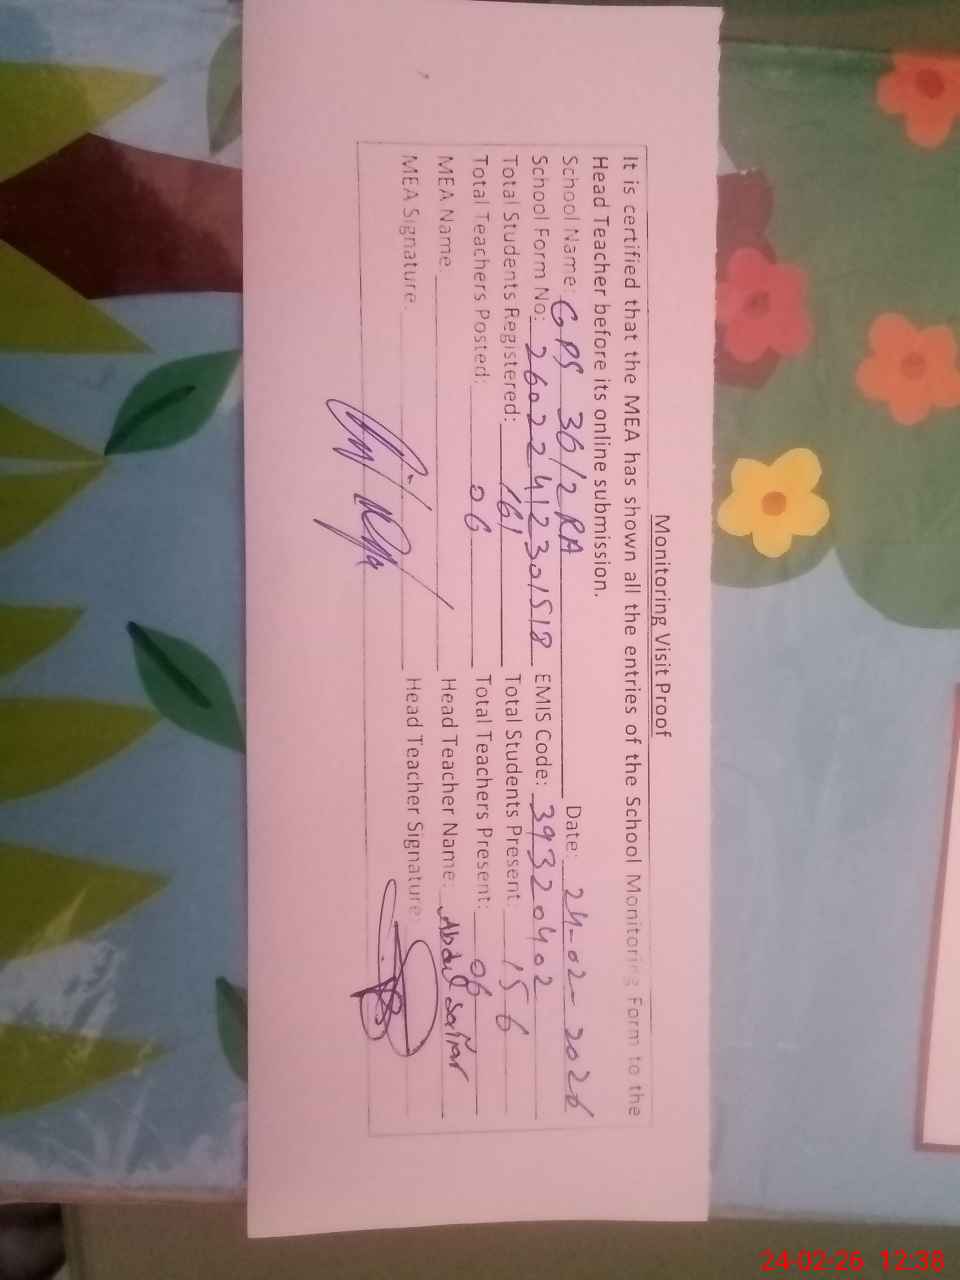 Monitoring Visit Proof
It is certified that the MEA has shown all the entries of the School Monitoring Form to the
Head Teacher before its online submission.
School Name: GPS 36/2RA Date: 24-02-2026
School Form No: 26022412301518 EMIS Code: 39320402
Total Students Registered: 161 Total Students Present: 156
Total Teachers Posted: 06 Total Teachers Present: 06
MEA Name: Head Teacher Name: Abdul Sattar
MEA Signature: Head Teacher Signature:
24-02-26 12:38